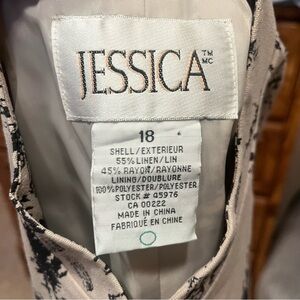 JESSICA TM MC
18
SHELL/EXTERIEUR
55% LINEN/LIN
45% RAYON/RAYONNE
LINING/DOUBLURE
100% POLYESTER/POLYESTER
STOCK # 45976
CA 00222
MADE IN CHINA
FABRIQUÉ EN CHINE